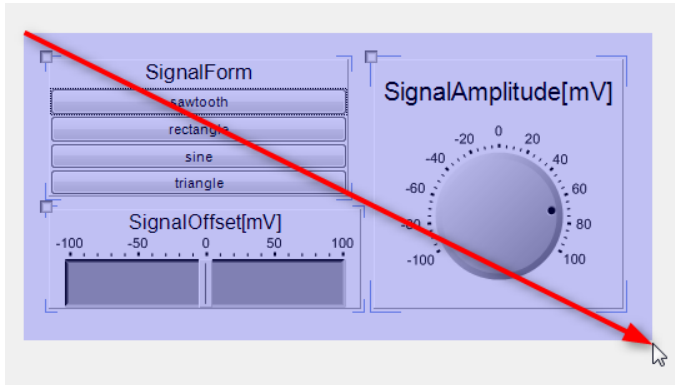 SignalForm
sawtooth
rectangle
sine
triangle
SignalOffset[mV]
-100 -50 0 50 100
SignalAmplitude[mV]
-20 0 20
-40 40
-60 60
-80 80
-100 100